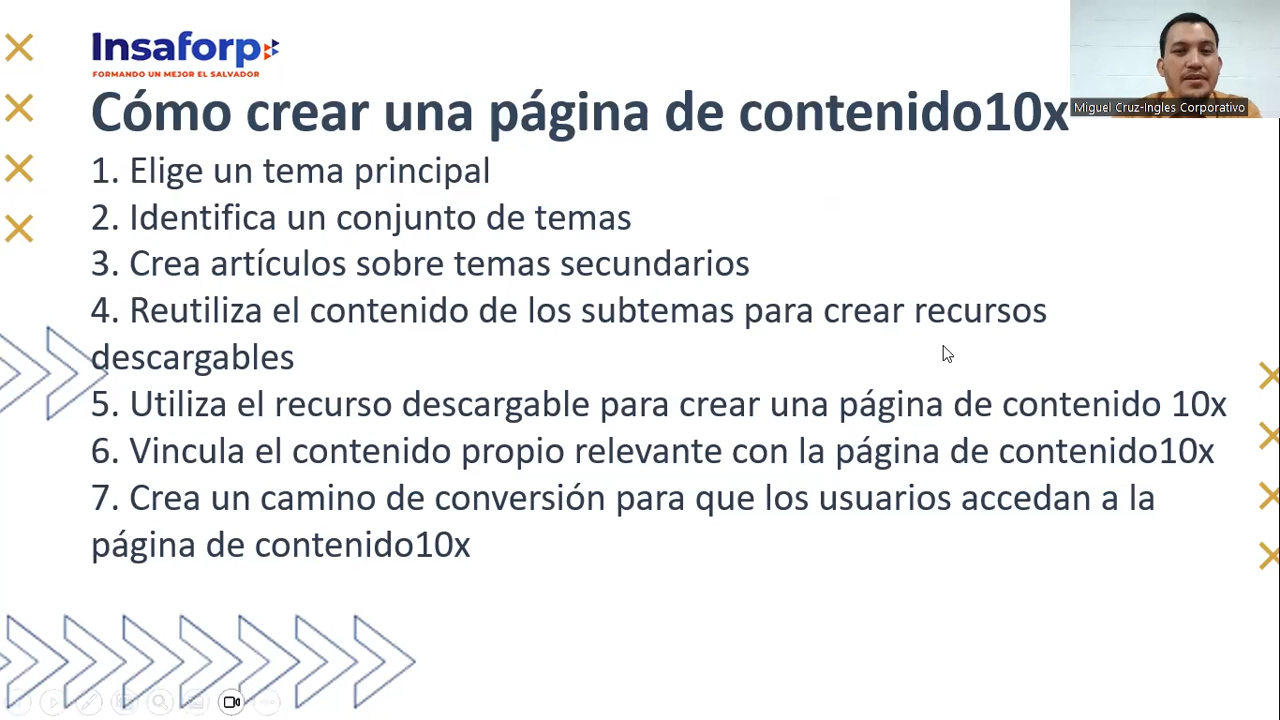 Insaforp
FORMANDO UN MEJOR EL SALVADOR
Miguel Cruz-Ingles Corporativo
Cómo crear una página de contenido10x
1. Elige un tema principal
2. Identifica un conjunto de temas
3. Crea artículos sobre temas secundarios
4. Reutiliza el contenido de los subtemas para crear recursos
descargables
5. Utiliza el recurso descargable para crear una página de contenido 10x
6. Vincula el contenido propio relevante con la página de contenido10x
7. Crea un camino de conversión para que los usuarios accedan a la
página de contenido10x